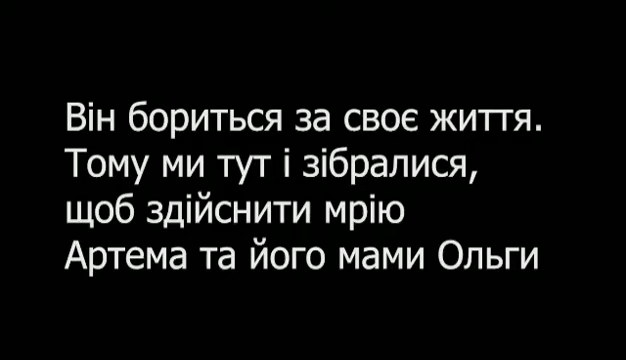 Він бориться за своє життя.
Тому ми тут і зібралися,
щоб здійснити мрію
Артема та його мами Ольги